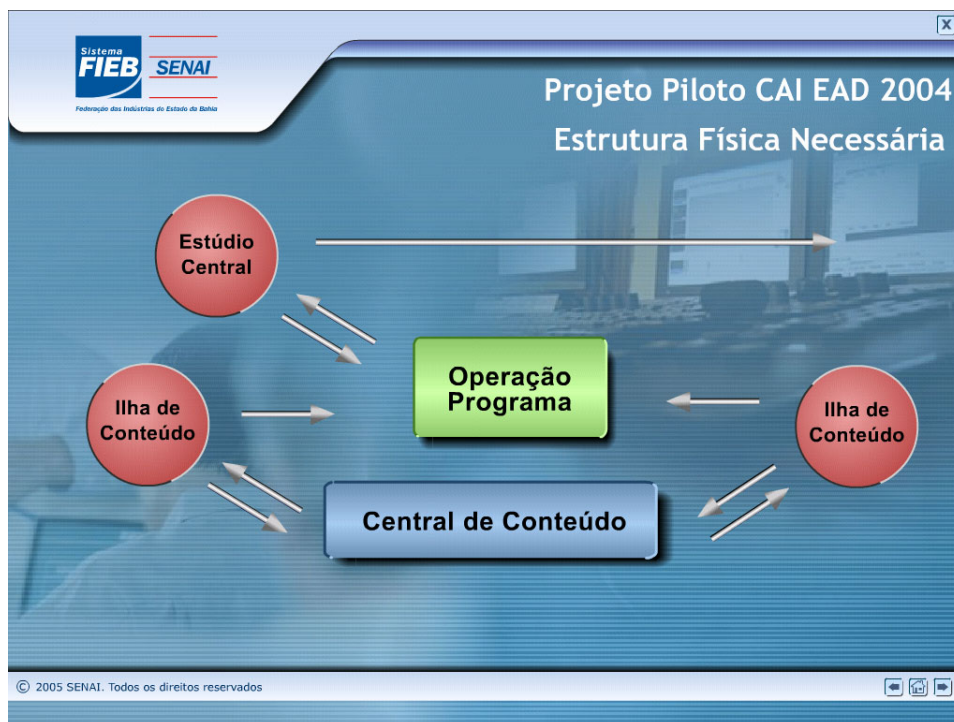 X
Sistema
FIEB SENAI
Federação das Indústrias do Estado da Bahia
Projeto Piloto CAI EAD 2004
Estrutura Física Necessária
Estúdio
Central
Operação
Programa
Ilha de
Conteúdo
Ilha de
Conteúdo
Central de Conteúdo
© 2005 SENAI. Todos os direitos reservados